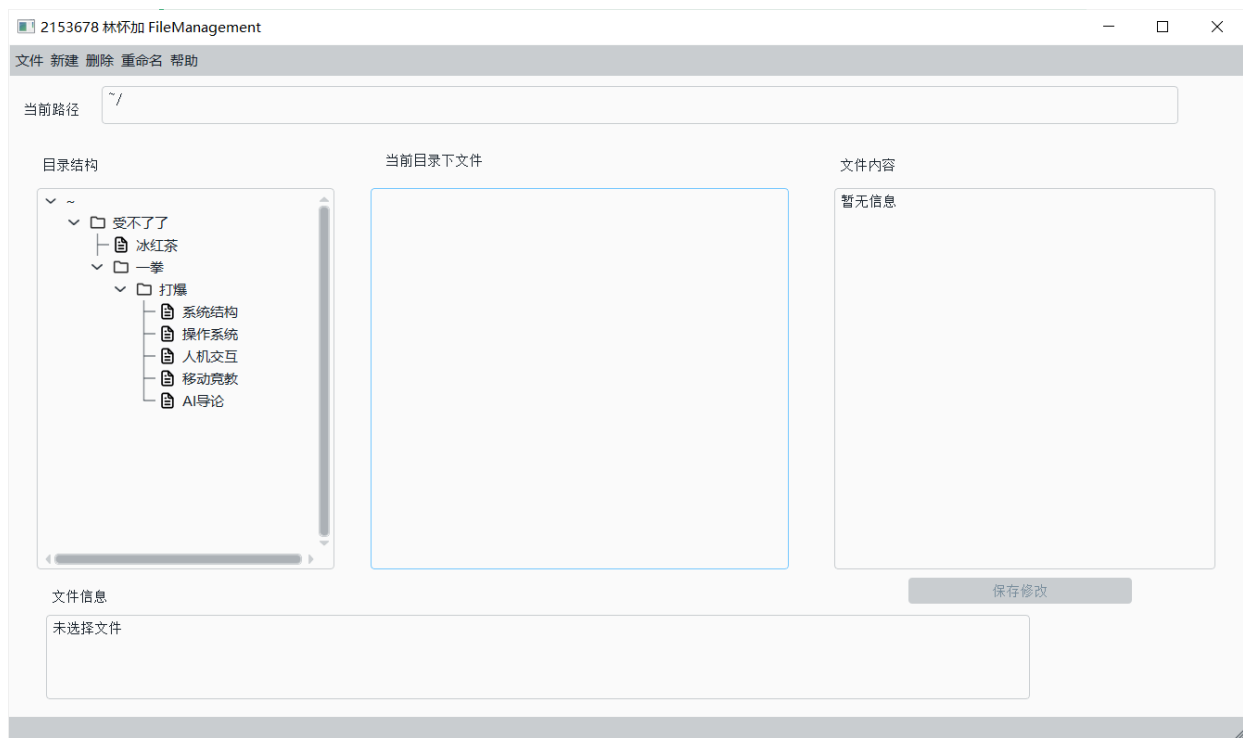 2153678 林怀加 FileManagement
文件 新建 删除 重命名 帮助
当前路径
~/
目录结构
当前目录下文件
文件内容
~
受不了了
冰红茶
一拳
打爆
系统结构
操作系统
人机交互
移动竞教
AI导论
暂无信息
保存修改
文件信息
未选择文件